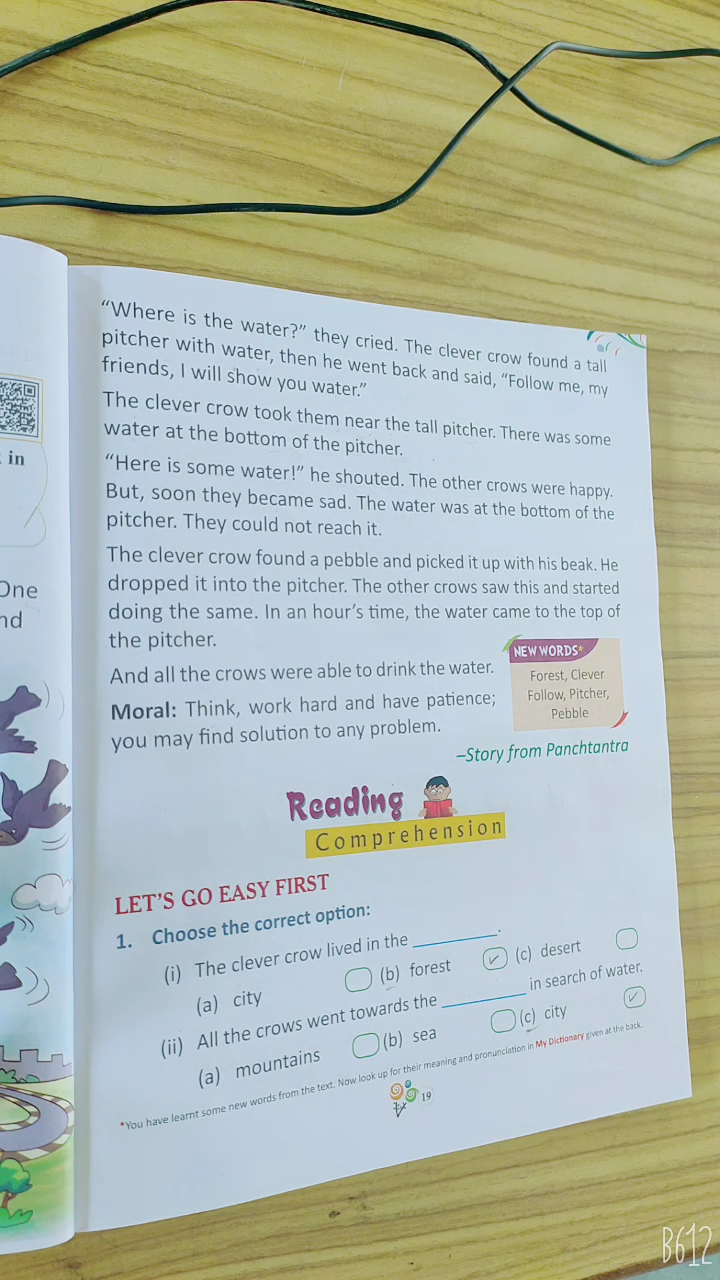 in
One
nd
“Where is the water?” they cried. The clever crow found a tall
pitcher with water, then he went back and said, “Follow me, my
friends, I will show you water.”
The clever crow took them near the tall pitcher. There was some
water at the bottom of the pitcher.
“Here is some water!” he shouted. The other crows were happy.
But, soon they became sad. The water was at the bottom of the
pitcher. They could not reach it.
The clever crow found a pebble and picked it up with his beak. He
dropped it into the pitcher. The other crows saw this and started
doing the same. In an hour’s time, the water came to the top of
the pitcher.
And all the crows were able to drink the water.
Moral: Think, work hard and have patience;
you may find solution to any problem.
NEW WORDS*
Forest, Clever
Follow, Pitcher,
Pebble
–Story from Panchtantra
Reading
Comprehension
LET’S GO EASY FIRST
1. Choose the correct option:
(i) The clever crow lived in the ________.
(a) city (b) forest ✓ (c) desert
(ii) All the crows went towards the ________ in search of water.
(a) mountains (b) sea (c) city ✓
*You have learnt some new words from the text. Now look up for their meaning and pronunciation in My Dictionary given at the back.
19
B612